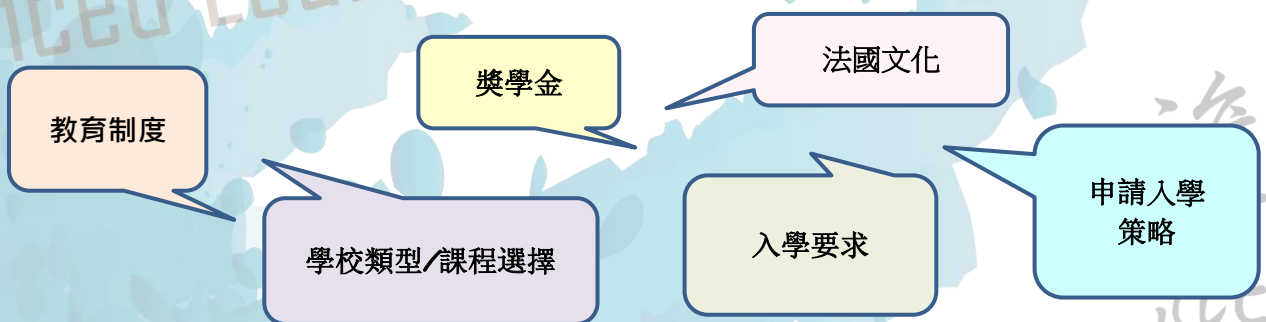 法國文化
獎學金
教育制度
申請入學
策略
入學要求
學校類型/課程選擇